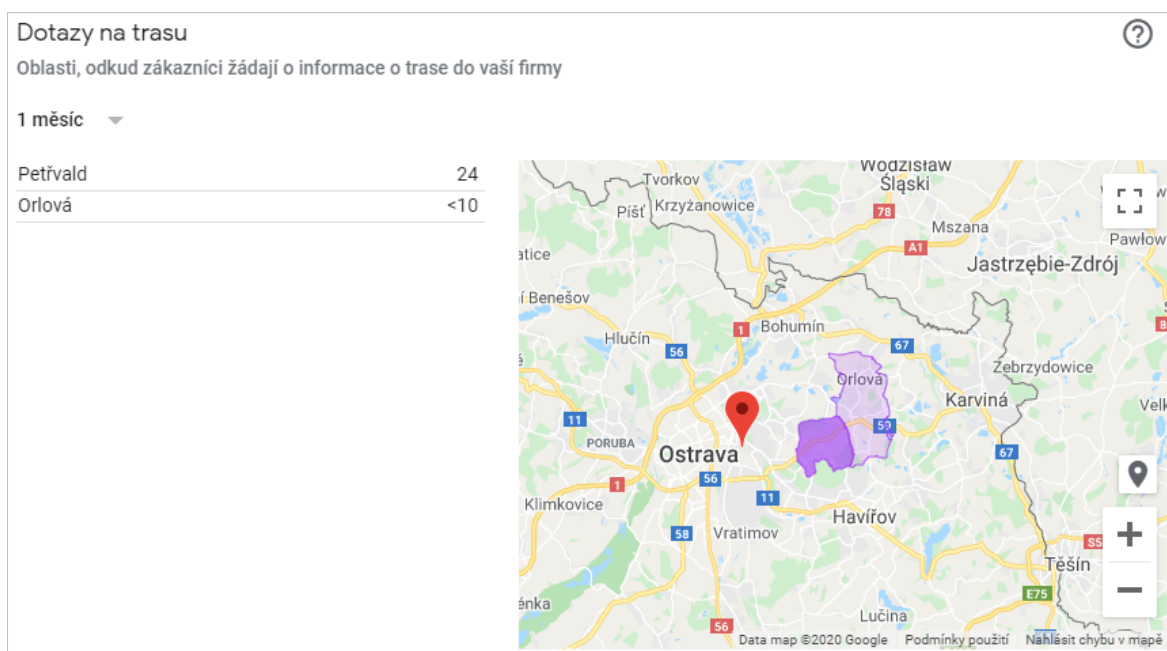 Dotazy na trasu
Oblasti, odkud zákazníci žádají o informace o trase do vaší firmy
1 měsíc
Petřvald 24
Orlová <10
Wodzisław
Śląski
Tvorkov
Píšť
Krzyżanowice
78
Mszana
Pawłow
A1
atice
Jastrzębie-Zdrój
í Benešov
1
Bohumín
Hlučín
56
67
Zebrzydowice
Orlová
Karviná
Velk
11
59
PORUBA
Ostrava
67
56
1
11
Klimkovice
Havířov
58
Vratimov
S5
Těšín
E75
énka
Lučina
56
Data map ©2020 Google Podmínky použití Nahlásit chybu v mapě